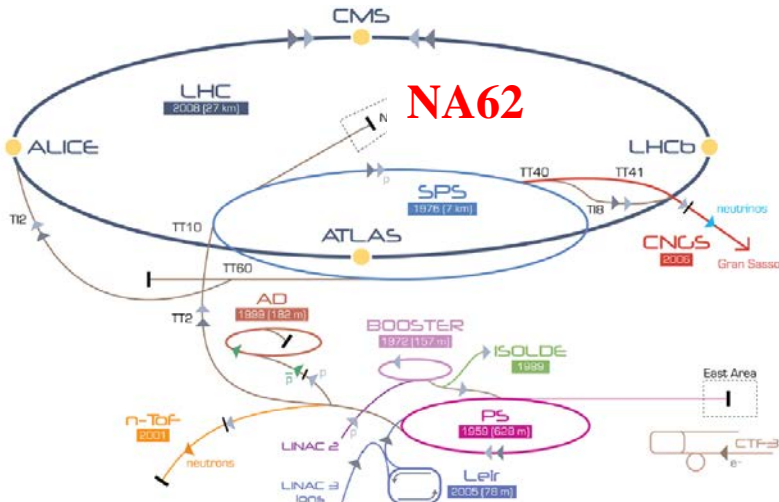 CMS
LHC
2008 (27 km)
NA62
N
ALICE
LHCb
TT40
TT41
p
SPS
1976 (7 km)
TI8
neutrinos
TI2
TT10
ATLAS
CNGS
2006
Gran Sasso
TT60
AD
1999 (182 m)
TT2
BOOSTER
1972 (157 m)
ISOLDE
1989
East Area
p
p
n-ToF
2001
PS
1959 (628 m)
LINAC 2
p
neutrons
CTF3
e-
LINAC 3
Ions
Leir
2005 (78 m)